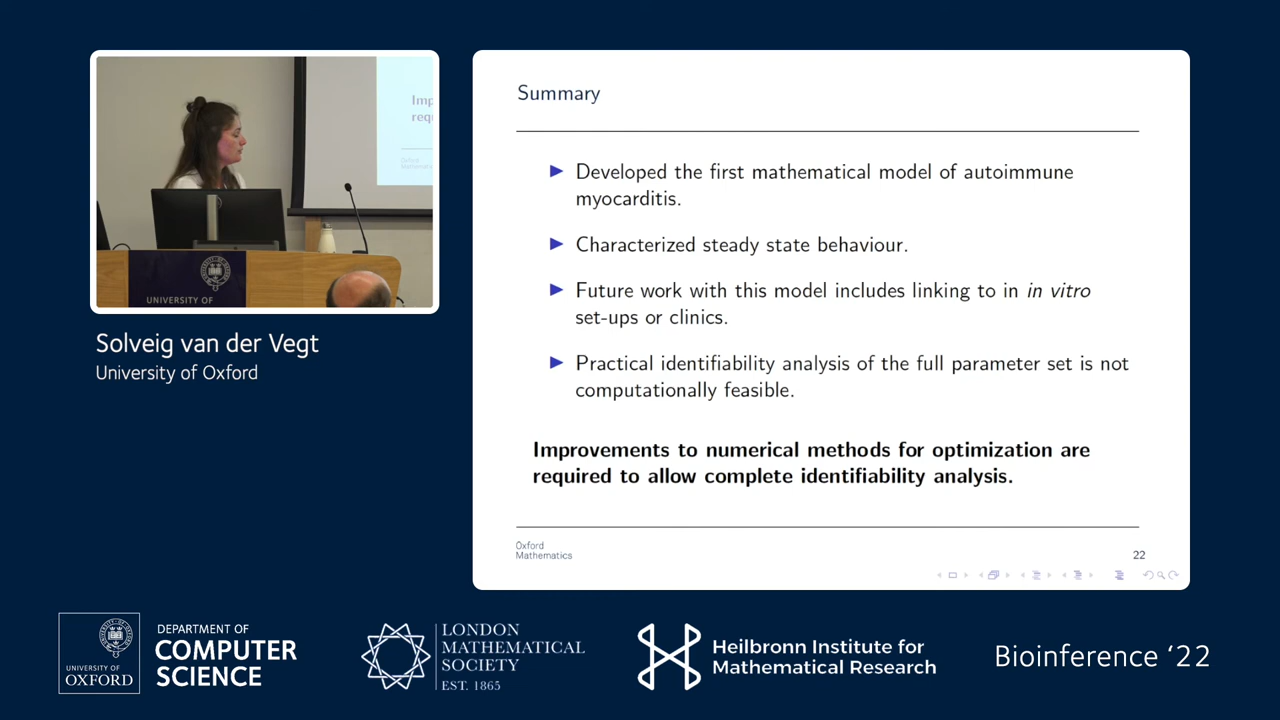 Imp
requ
Oxford
UNIVERSITY OF
Solveig van der Vegt
University of Oxford
Summary
Developed the first mathematical model of autoimmune
myocarditis.
Characterized steady state behaviour.
Future work with this model includes linking to in in vitro
set-ups or clinics.
Practical identifiability analysis of the full parameter set is not
computationally feasible.
Improvements to numerical methods for optimization are
required to allow complete identifiability analysis.
Oxford
Mathematics
22
UNIVERSITY OF
OXFORD
DEPARTMENT OF
COMPUTER
SCIENCE
LONDON
MATHEMATICAL
SOCIETY
EST. 1865
Heilbronn Institute for
Mathematical Research
Bioinference ‘22